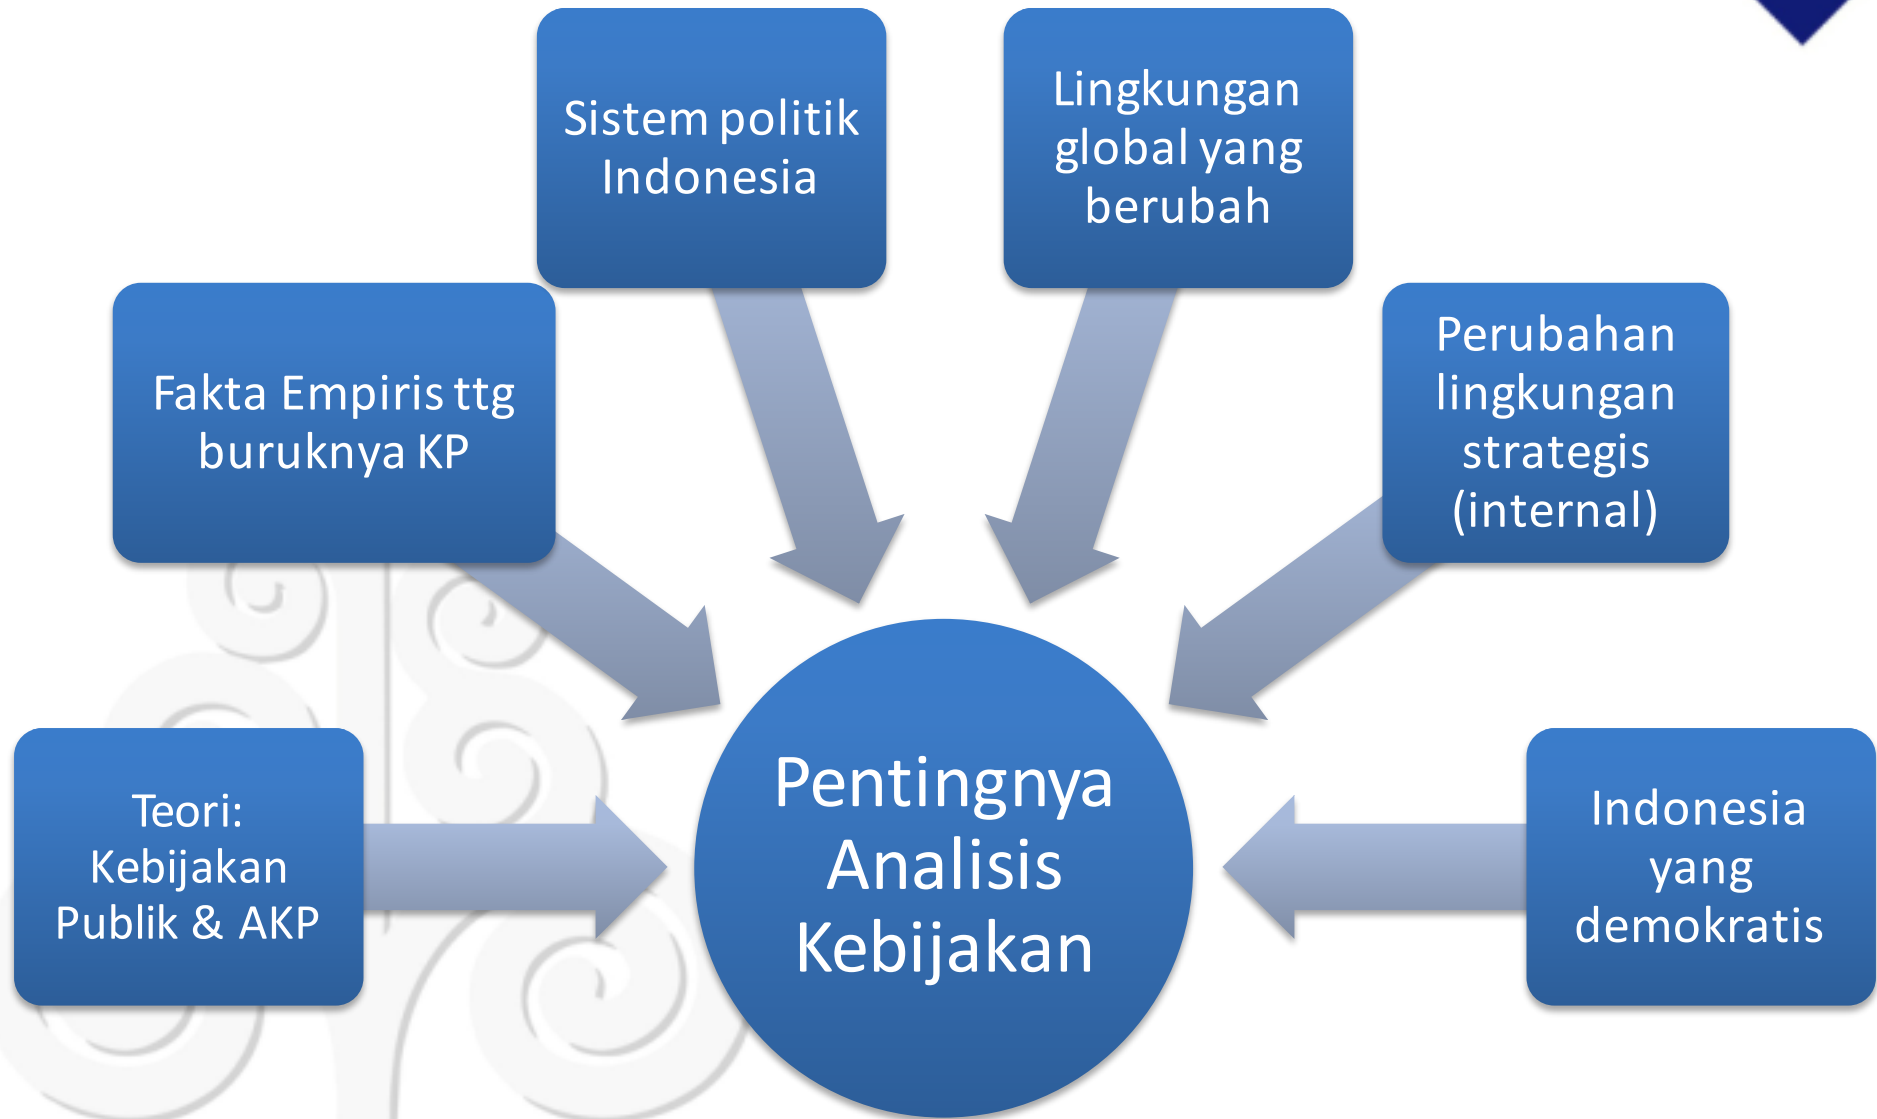 Sistem politik
Indonesia
Lingkungan
global yang
berubah
Fakta Empiris ttg
buruknya KP
Perubahan
lingkungan
strategis
(internal)
Teori:
Kebijakan
Publik & AKP
Pentingnya
Analisis
Kebijakan
Indonesia
yang
demokratis